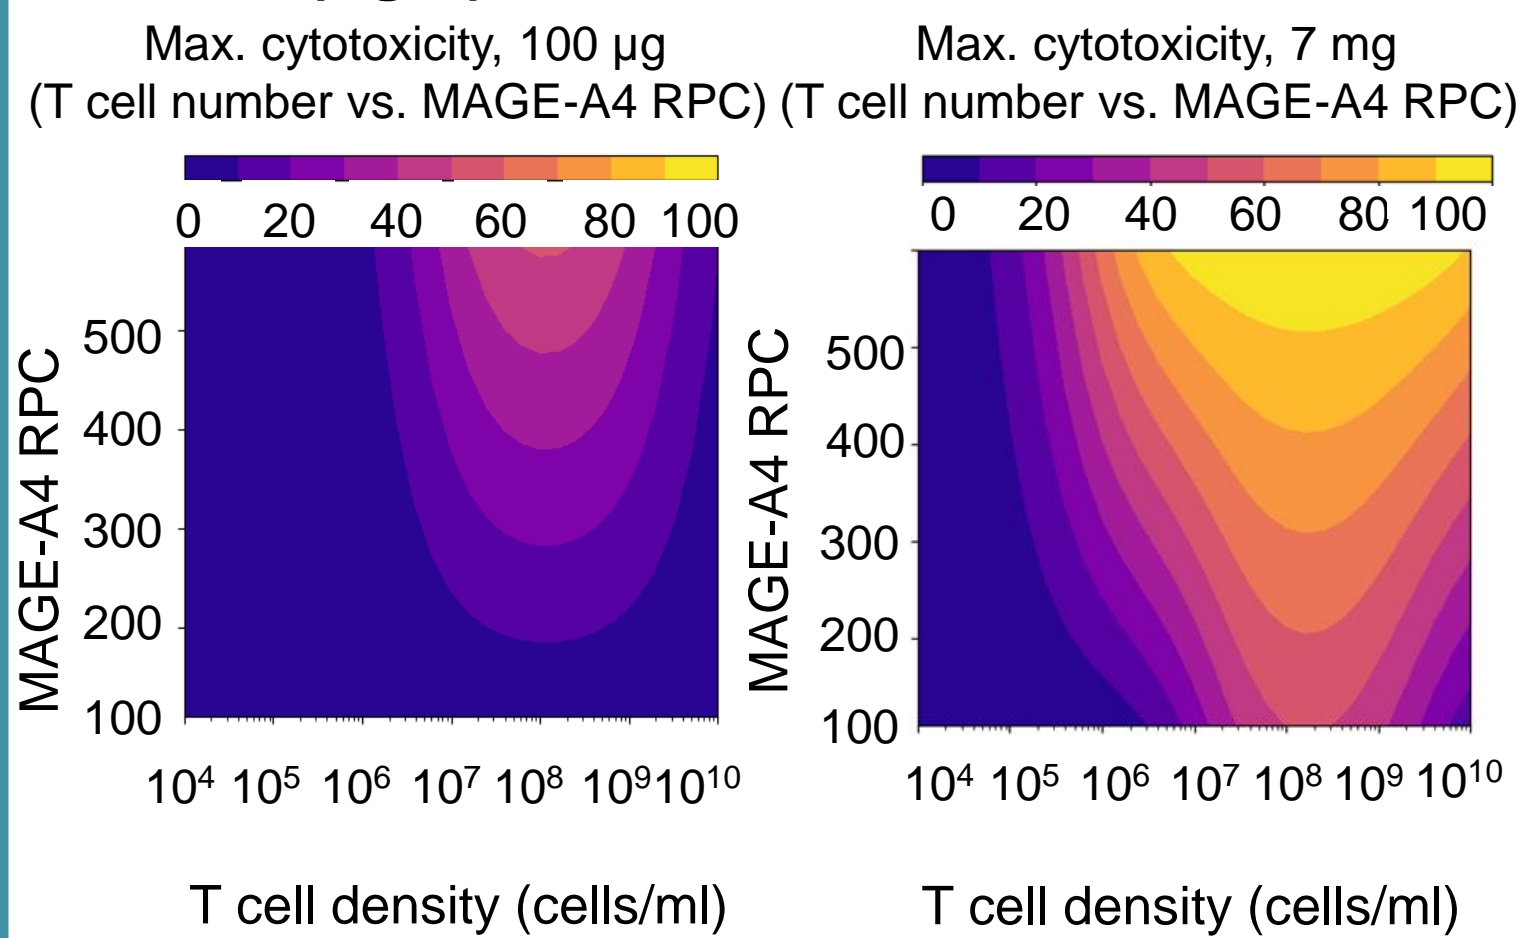 Max. cytotoxicity, 100 µg
(T cell number vs. MAGE-A4 RPC)
0 20 40 60 80 100
MAGE-A4 RPC
500
400
300
200
100
10⁴ 10⁵ 10⁶ 10⁷ 10⁸ 10⁹ 10¹⁰
T cell density (cells/ml)
Max. cytotoxicity, 7 mg
(T cell number vs. MAGE-A4 RPC)
0 20 40 60 80 100
MAGE-A4 RPC
500
400
300
200
100
10⁴ 10⁵ 10⁶ 10⁷ 10⁸ 10⁹ 10¹⁰
T cell density (cells/ml)